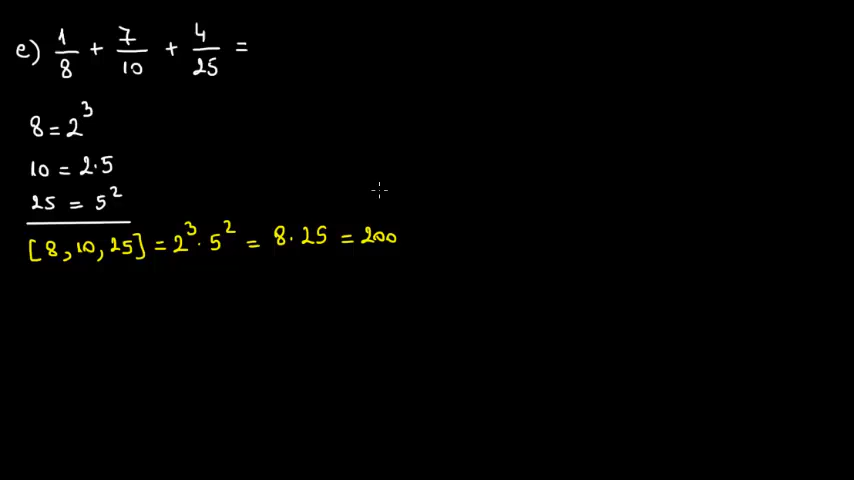 e) 1/8 + 7/10 + 4/25 =
8 = 2³
10 = 2·5
25 = 5²
[8, 10, 25] = 2³ · 5² = 8 · 25 = 200